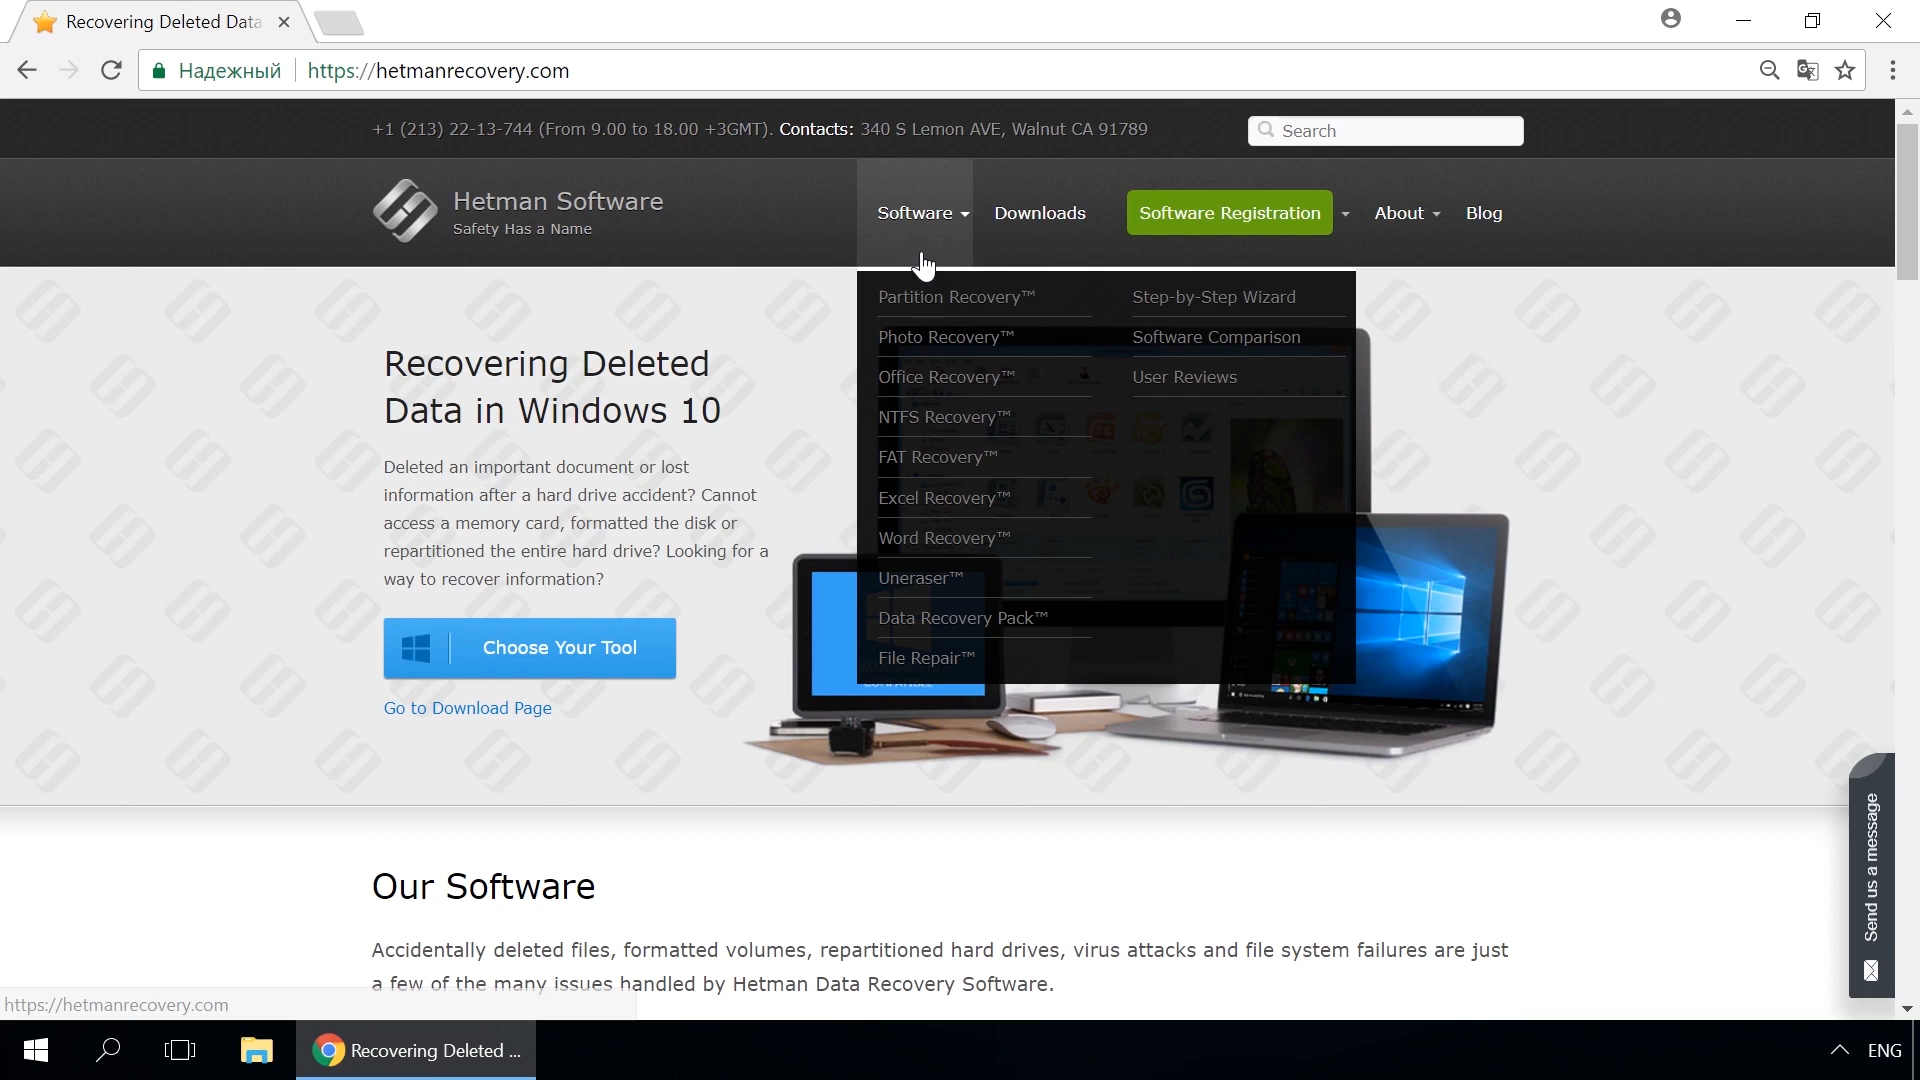 Recovering Deleted Data
Надежный https://hetmanrecovery.com
+1 (213) 22-13-744 (From 9.00 to 18.00 +3GMT). Contacts: 340 S Lemon AVE, Walnut CA 91789
Search
Hetman Software
Safety Has a Name
Software Downloads Software Registration About Blog
Partition Recovery™ Step-by-Step Wizard
Photo Recovery™ Software Comparison
Office Recovery™ User Reviews
NTFS Recovery™
FAT Recovery™
Excel Recovery™
Word Recovery™
Uneraser™
Data Recovery Pack™
File Repair™
Recovering Deleted
Data in Windows 10
Deleted an important document or lost
information after a hard drive accident? Cannot
access a memory card, formatted the disk or
repartitioned the entire hard drive? Looking for a
way to recover information?
Choose Your Tool
Go to Download Page
Send us a message
Our Software
Accidentally deleted files, formatted volumes, repartitioned hard drives, virus attacks and file system failures are just
a few of the many issues handled by Hetman Data Recovery Software.
https://hetmanrecovery.com
Recovering Deleted ...
ENG